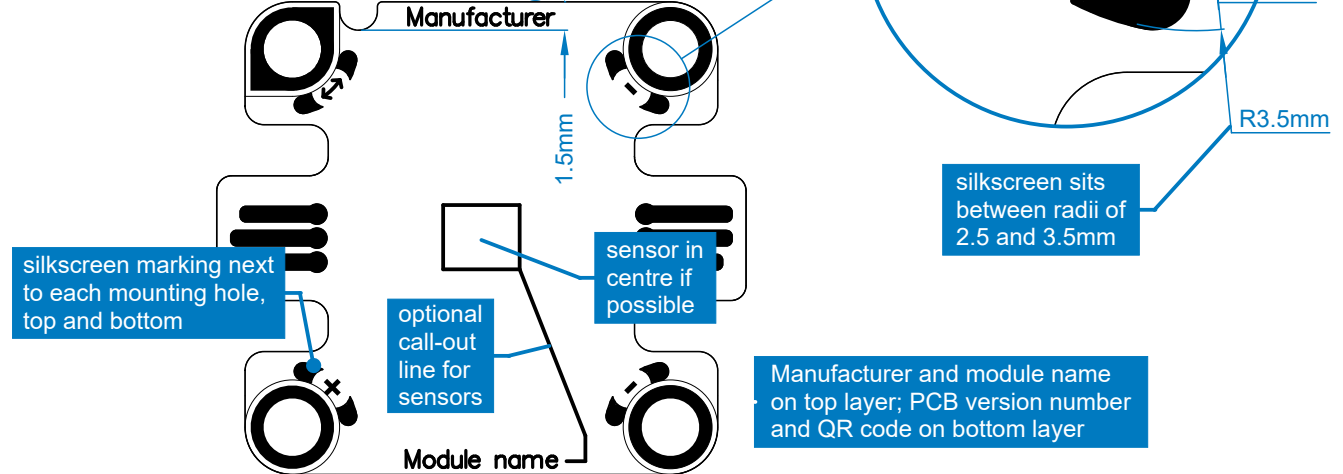 Manufacturer
1.5mm
R3.5mm
silkscreen sits
between radii of
2.5 and 3.5mm
silkscreen marking next
to each mounting hole,
top and bottom
sensor in
centre if
possible
optional
call-out
line for
sensors
Manufacturer and module name
on top layer; PCB version number
and QR code on bottom layer
Module name